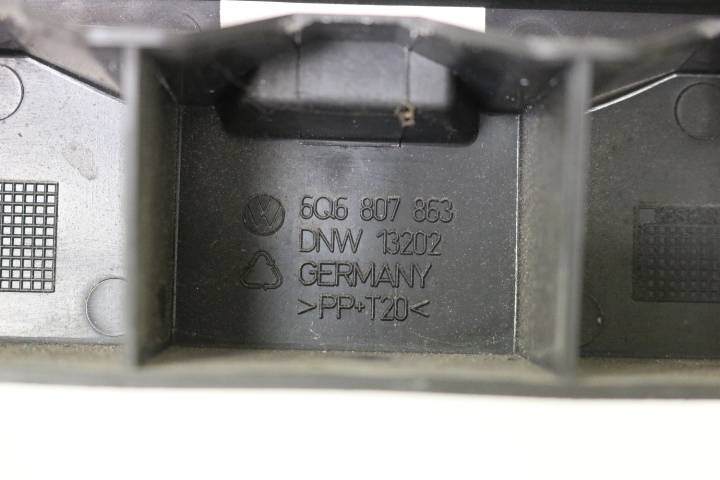 6Q6 807 863
DNW 13202
GERMANY
>PP+T20<